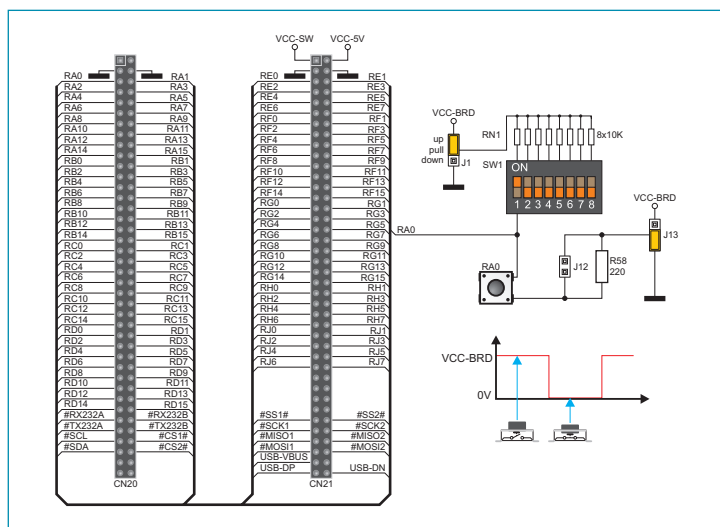 RA0
RA2
RA4
RA6
RA8
RA10
RA12
RA14
RB0
RB2
RB4
RB6
RB8
RB10
RB12
RB14
RC0
RC2
RC4
RC6
RC8
RC10
RC12
RC14
RD0
RD2
RD4
RD6
RD8
RD10
RD12
RD14
#RX232A
#TX232A
#SCL
#SDA
RA1
RA3
RA5
RA7
RA9
RA11
RA13
RA15
RB1
RB3
RB5
RB7
RB9
RB11
RB13
RB15
RC1
RC3
RC5
RC7
RC9
RC11
RC13
RC15
RD1
RD3
RD5
RD7
RD9
RD11
RD13
RD15
#RX232B
#TX232B
#CS1#
#CS2#
CN20
VCC-SW
VCC-5V
RE0
RE2
RE4
RE6
RF0
RF2
RF4
RF6
RF8
RF10
RF12
RF14
RG0
RG2
RG4
RG6
RG8
RG10
RG12
RG14
RH0
RH2
RH4
RH6
RJ0
RJ2
RJ4
RJ6
#SS1#
#SCK1
#MISO1
#MOSI1
USB-VBUS
USB-DP
RE1
RE3
RE5
RE7
RF1
RF3
RF5
RF7
RF9
RF11
RF13
RF15
RG1
RG3
RG5
RG7
RG9
RG11
RG13
RG15
RH1
RH3
RH5
RH7
RJ1
RJ3
RJ5
RJ7
#SS2#
#SCK2
#MISO2
#MOSI2
USB-DN
CN21
VCC-BRD
up
pull
down
J1
RN1
8x10K
SW1
ON
1 2 3 4 5 6 7 8
RA0
RA0
J12
R58
220
VCC-BRD
J13
VCC-BRD
0V